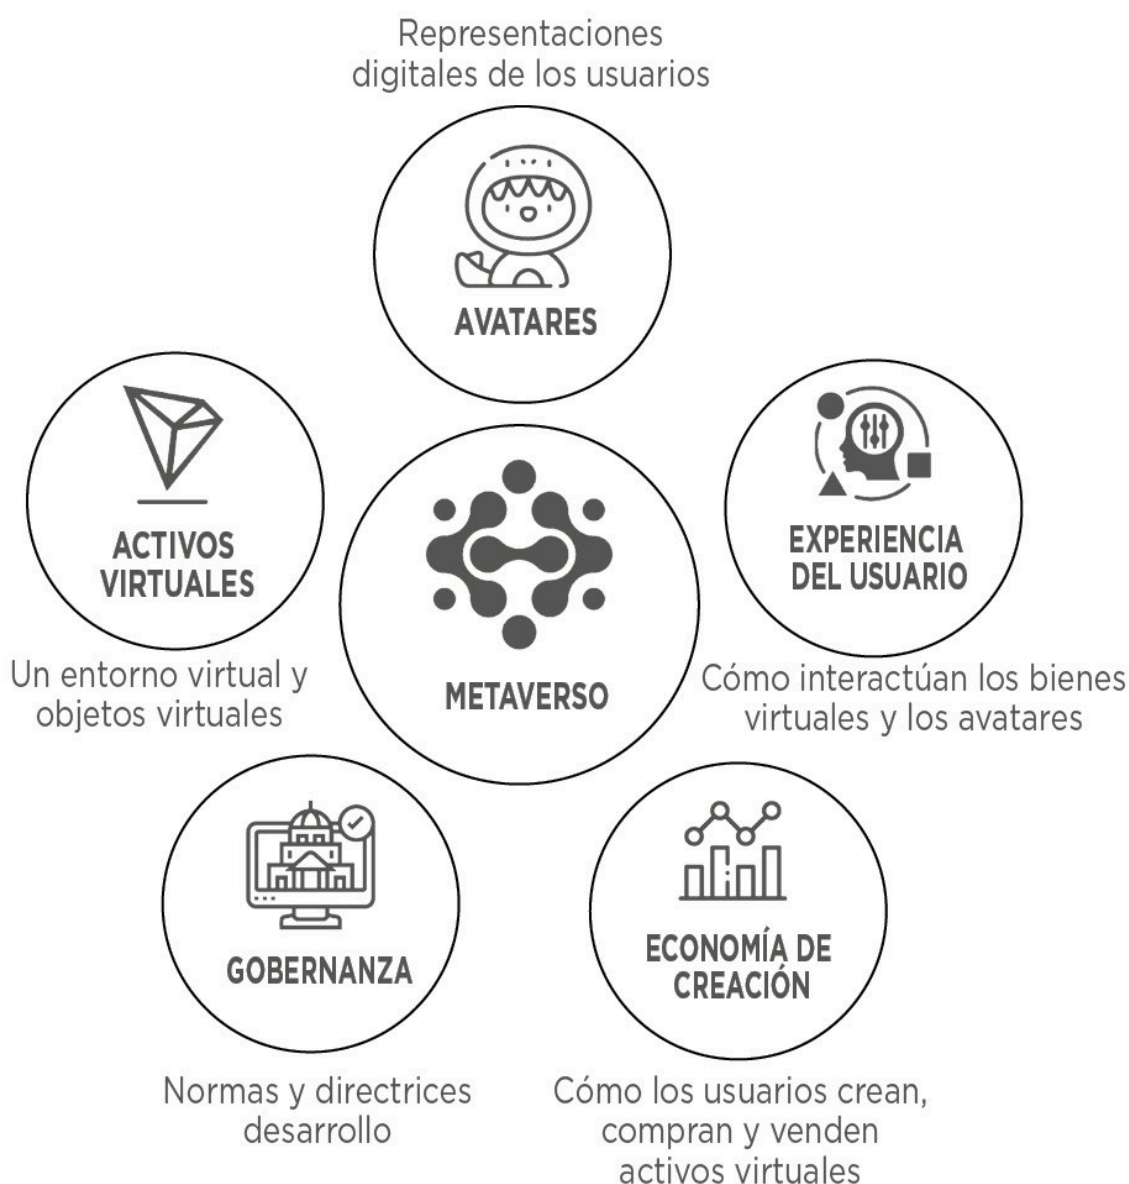 Representaciones
digitales de los usuarios
AVATARES
ACTIVOS
VIRTUALES
Un entorno virtual y
objetos virtuales
EXPERIENCIA
DEL USUARIO
Cómo interactúan los bienes
virtuales y los avatares
METAVERSO
GOBERNANZA
Normas y directrices
desarrollo
ECONOMÍA DE
CREACIÓN
Cómo los usuarios crean,
compran y venden
activos virtuales